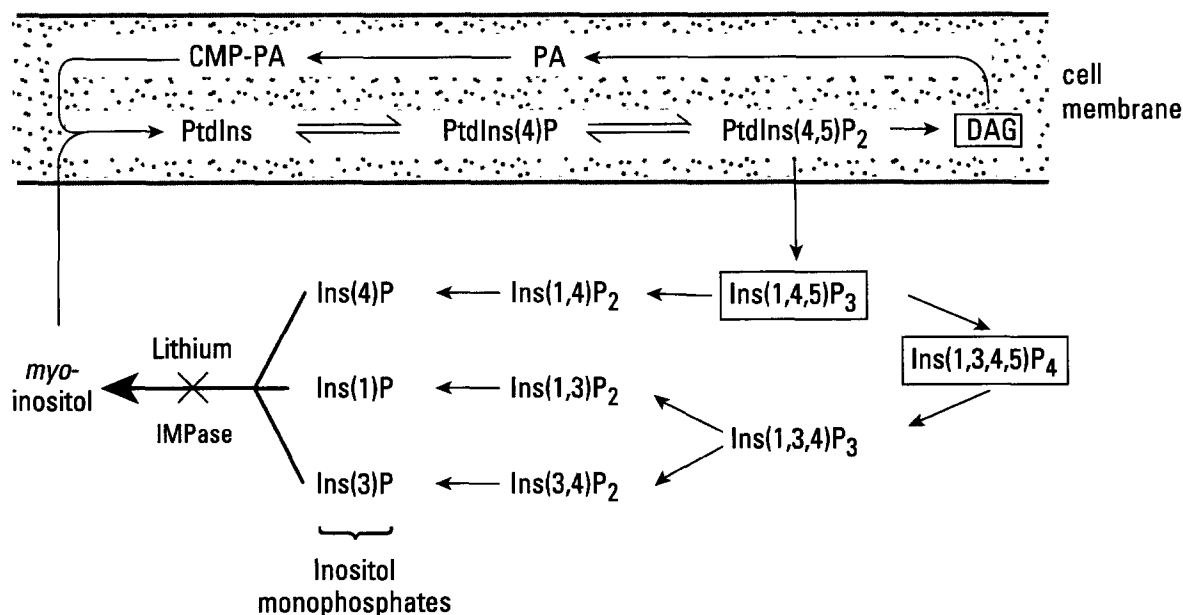 CMP-PA
PA
cell
membrane
PtdIns
PtdIns(4)P
PtdIns(4,5)P₂
DAG
Ins(4)P
Ins(1,4)P₂
Ins(1,4,5)P₃
Ins(1,3,4,5)P₄
Lithium
myo-
inositol
IMPase
Ins(1)P
Ins(1,3)P₂
Ins(1,3,4)P₃
Ins(3)P
Ins(3,4)P₂
Inositol
monophosphates